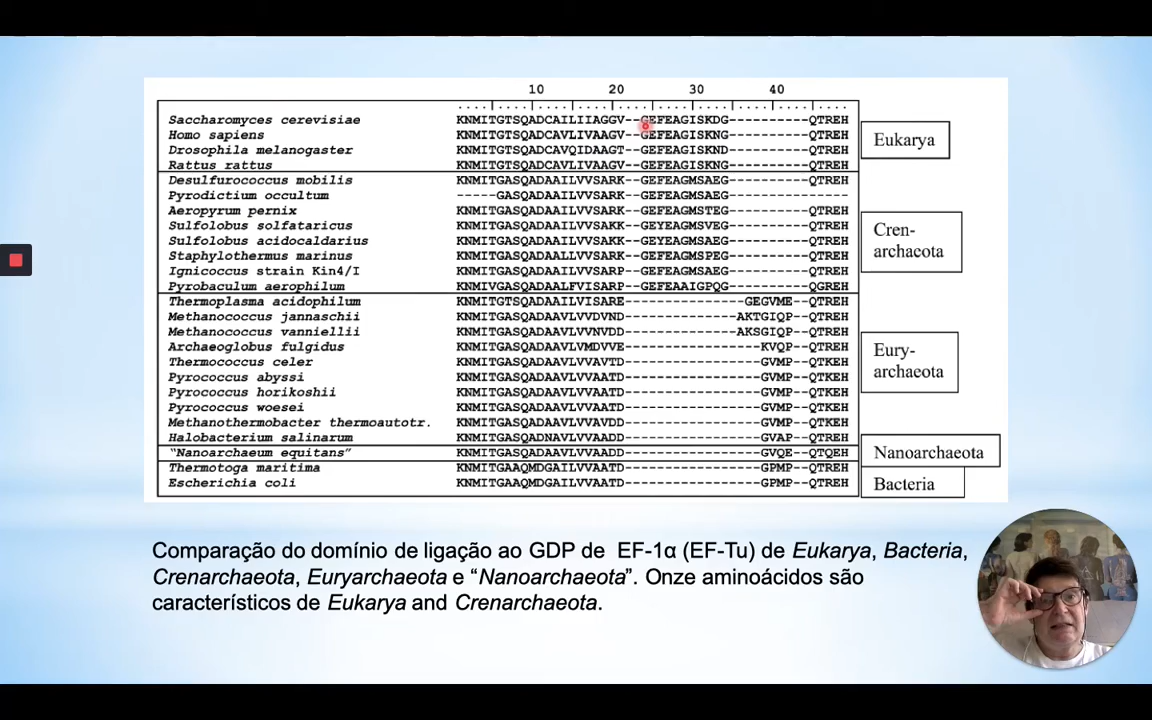 10 20 30 40
Saccharomyces cerevisiae KNMITGTSQADCAILIIAGGV--GEFEAGISKDG----------QTREH
Homo sapiens KNMITGTSQADCAVLIVAAGV--GEFEAGISKNG----------QTREH
Drosophila melanogaster KNMITGTSQADCAVQIDAAGT--GEFEAGISKND----------QTREH
Rattus rattus KNMITGTSQADCAVLIVAAGV--GEFEAGISKNG----------QTREH
Eukarya
Desulfurococcus mobilis KNMITGASQADAAILVVSARK--GEFEAGMSAEG----------QTREH
Pyrodictium occultum -----GASQADAAILVVSARK--GEFEAGMSAEG---------------
Aeropyrum pernix KNMITGASQADAAILVVSARK--GEFEAGMSTEG----------QTREH
Sulfolobus solfataricus KNMITGASQADAAILVVSAKK--GEYEAGMSVEG----------QTREH
Sulfolobus acidocaldarius KNMITGASQADAAILVVSAKK--GEYEAGMSAEG----------QTREH
Staphylothermus marinus KNMITGASQADAALLVVSARK--GEFEAGMSPEG----------QTREH
Ignicoccus strain Kin4/I KNMITGASQADAAILVVSARP--GEFEAGMSAEG----------QTREH
Pyrobaculum aerophilum KNMIVGASQADAALFVISARP--GEFEAAIGPQG----------QGREH
Cren-
archaeota
Thermoplasma acidophilum KNMITGTSQADAAILVISARE---------------GEGVME--QTREH
Methanococcus jannaschii KNMITGASQADAAVLVVDVND--------------AKTGIQP--QTREH
Methanococcus vanniellii KNMITGASQADAAVLVVNVDD--------------AKSGIQP--QTREH
Archaeoglobus fulgidus KNMITGASQADAAVLVMDVVE-----------------KVQP--QTREH
Thermococcus celer KNMITGASQADAAVLVVAVTD-----------------GVMP--QTKEH
Pyrococcus abyssi KNMITGASQADAAVLVVAATD-----------------GVMP--QTKEH
Pyrococcus horikoshii KNMITGASQADAAVLVVAATD-----------------GVMP--QTKEH
Pyrococcus woesei KNMITGASQADAAVLVVAATD-----------------GVMP--QTKEH
Methanothermobacter thermoautotr. KNMITGASQADAAVLVVAVDD-----------------GVMP--QTKEH
Halobacterium salinarum KNMITGASQADNAVLVVAADD-----------------GVAP--QTREH
Eury-
archaeota
“Nanoarchaeum equitans” KNMITGASQADAAVLVVAADD-----------------GVQE--QTQEH
Nanoarchaeota
Thermotoga maritima KNMITGAAQMDGAILVVAATD-----------------GPMP--QTREH
Escherichia coli KNMITGAAQMDGAILVVAATD-----------------GPMP--QTREH
Bacteria
Comparação do domínio de ligação ao GDP de EF-1α (EF-Tu) de Eukarya, Bacteria,
Crenarchaeota, Euryarchaeota e “Nanoarchaeota”. Onze aminoácidos são
característicos de Eukarya and Crenarchaeota.